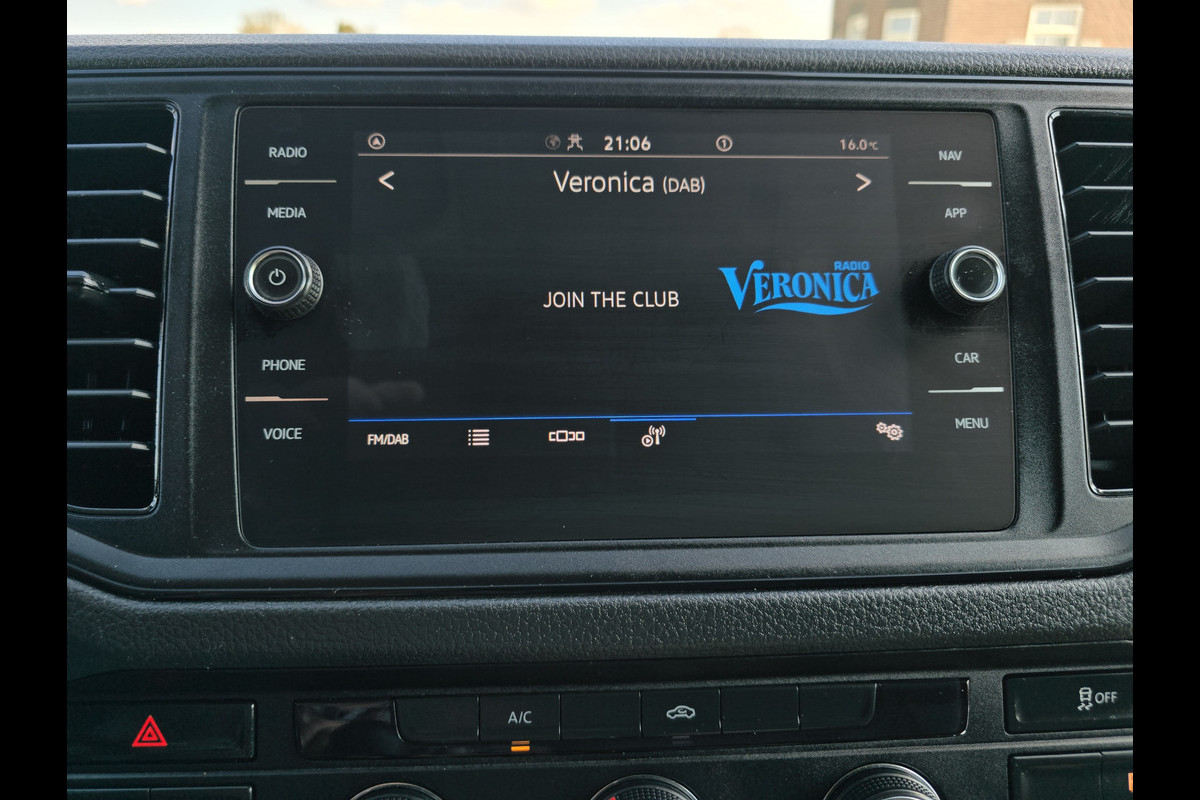 RADIO
MEDIA
PHONE
VOICE
21:06
1
16.0°C
< Veronica (DAB) >
JOIN THE CLUB
RADIO
VERONICA
FM/DAB
NAV
APP
CAR
MENU
A/C
OFF